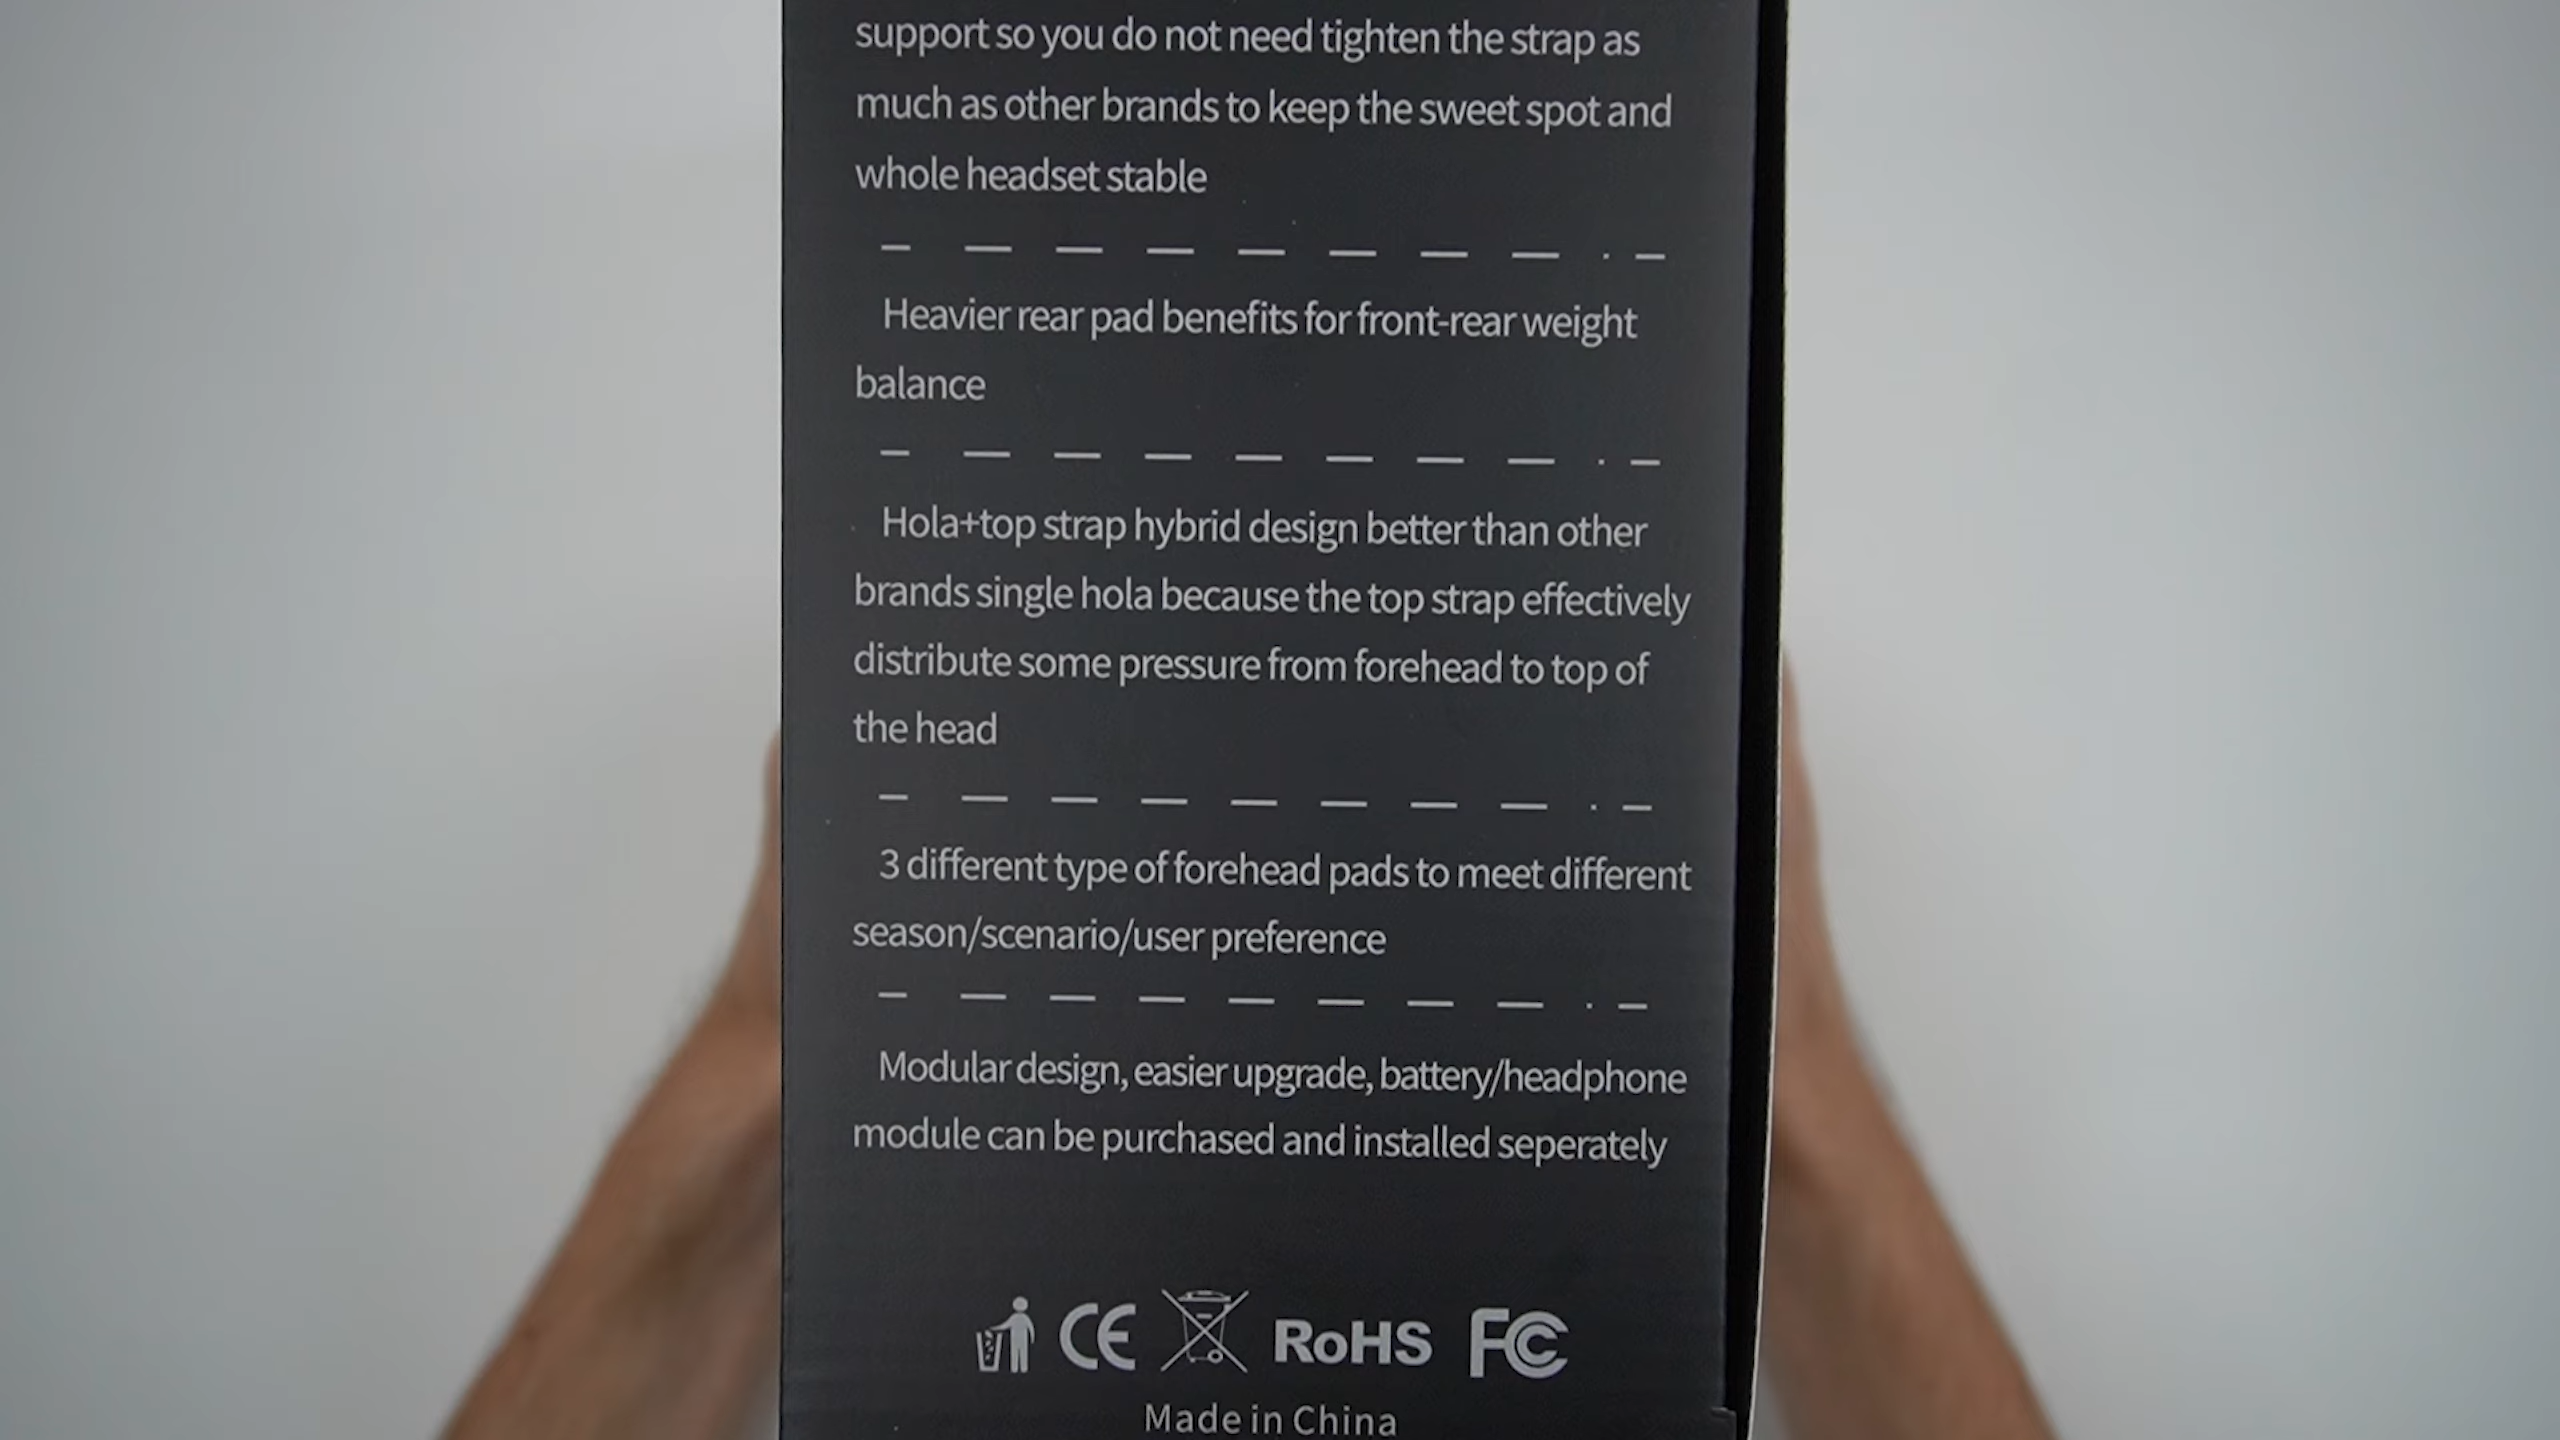 support so you do not need tighten the strap as
much as other brands to keep the sweet spot and
whole headset stable
Heavier rear pad benefits for front-rear weight
balance
Hola+top strap hybrid design better than other
brands single hola because the top strap effectively
distribute some pressure from forehead to top of
the head
3 different type of forehead pads to meet different
season/scenario/user preference
Modular design, easier upgrade, battery/headphone
module can be purchased and installed seperately
CE RoHS FC
Made in China